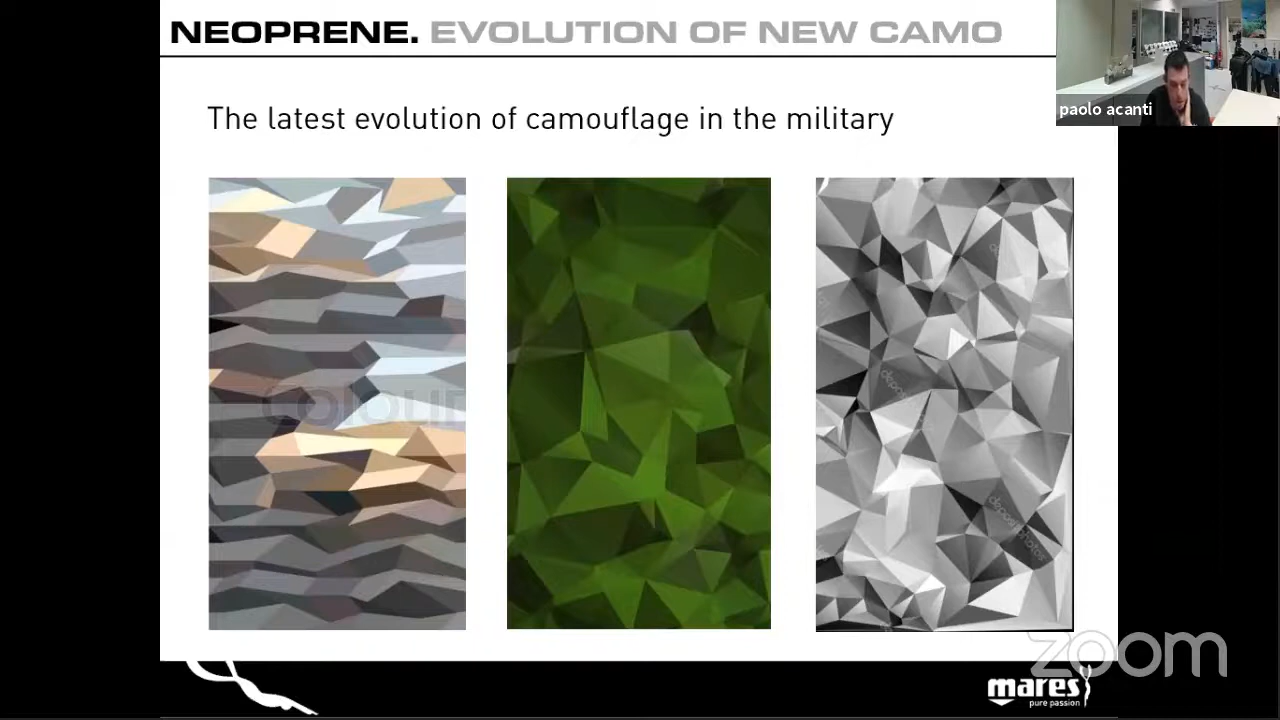 NEOPRENE. EVOLUTION OF NEW CAMO
paolo acanti
The latest evolution of camouflage in the military
zoom
mares
pure passion